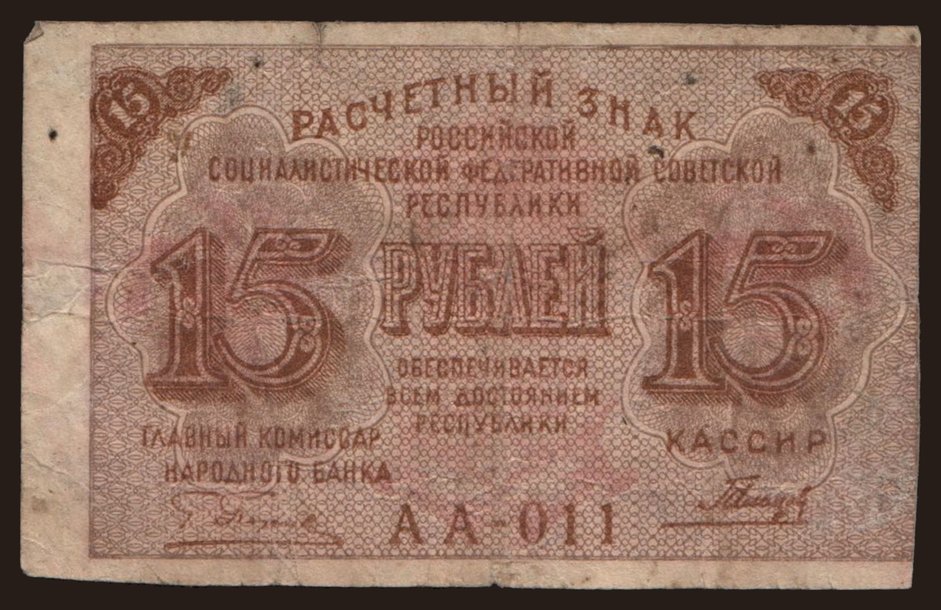 15 15
РАСЧЕТНЫЙ ЗНАК
РОССИЙСКОЙ
СОЦИАЛИСТИЧЕСКОЙ ФЕДЕРАТИВНОЙ СОВЕТСКОЙ
РЕСПУБЛИКИ
15 РУБЛЕЙ 15
ОБЕСПЕЧИВАЕТСЯ
ВСЕМ ДОСТОЯНИЕМ
РЕСПУБЛИКИ
ГЛАВНЫЙ КОМИССАР
НАРОДНОГО БАНКА
КАССИР
АА-011